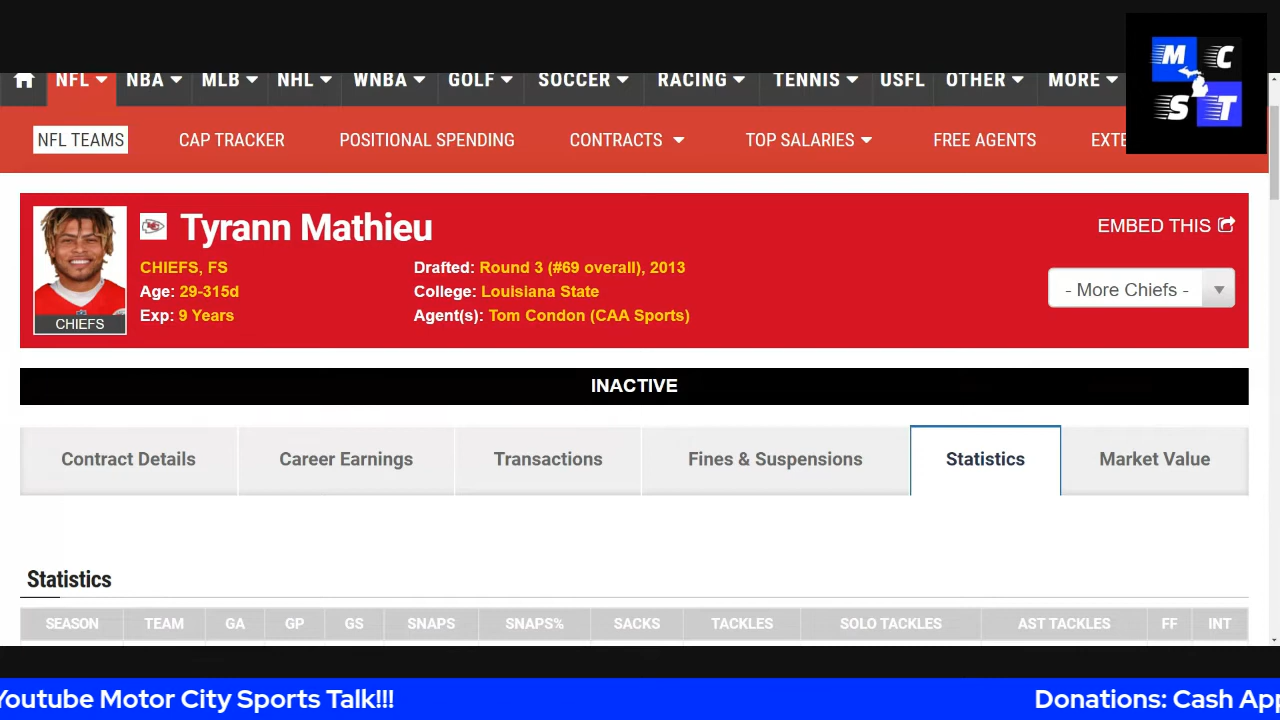 M C
S T
NFL NBA MLB NHL WNBA GOLF SOCCER RACING TENNIS USFL OTHER MORE
NFL TEAMS CAP TRACKER POSITIONAL SPENDING CONTRACTS TOP SALARIES FREE AGENTS EXTE
Tyrann Mathieu
EMBED THIS
CHIEFS, FS
Drafted: Round 3 (#69 overall), 2013
Age: 29-315d
College: Louisiana State
- More Chiefs -
Exp: 9 Years
Agent(s): Tom Condon (CAA Sports)
CHIEFS
INACTIVE
Contract Details Career Earnings Transactions Fines & Suspensions Statistics Market Value
Statistics
SEASON TEAM GA GP GS SNAPS SNAPS% SACKS TACKLES SOLO TACKLES AST TACKLES FF INT
Youtube Motor City Sports Talk!!! Donations: Cash App